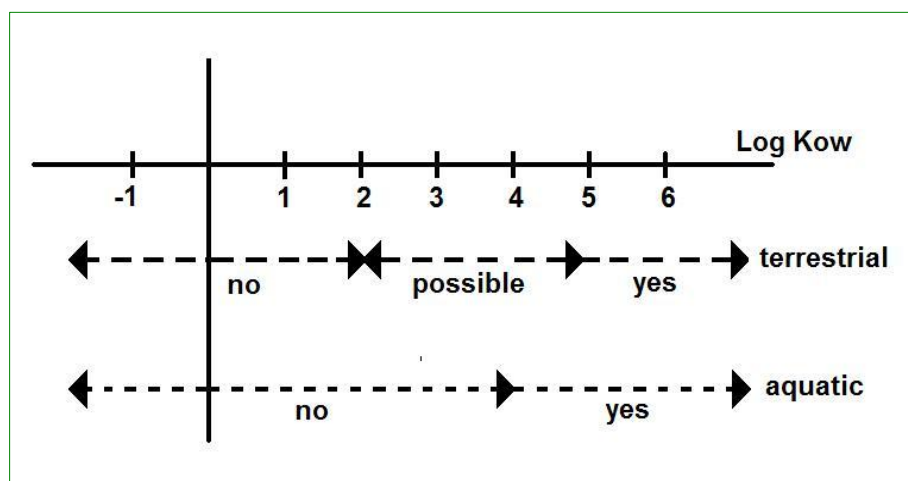 Log Kow
-1 1 2 3 4 5 6
terrestrial
no possible yes
aquatic
no yes